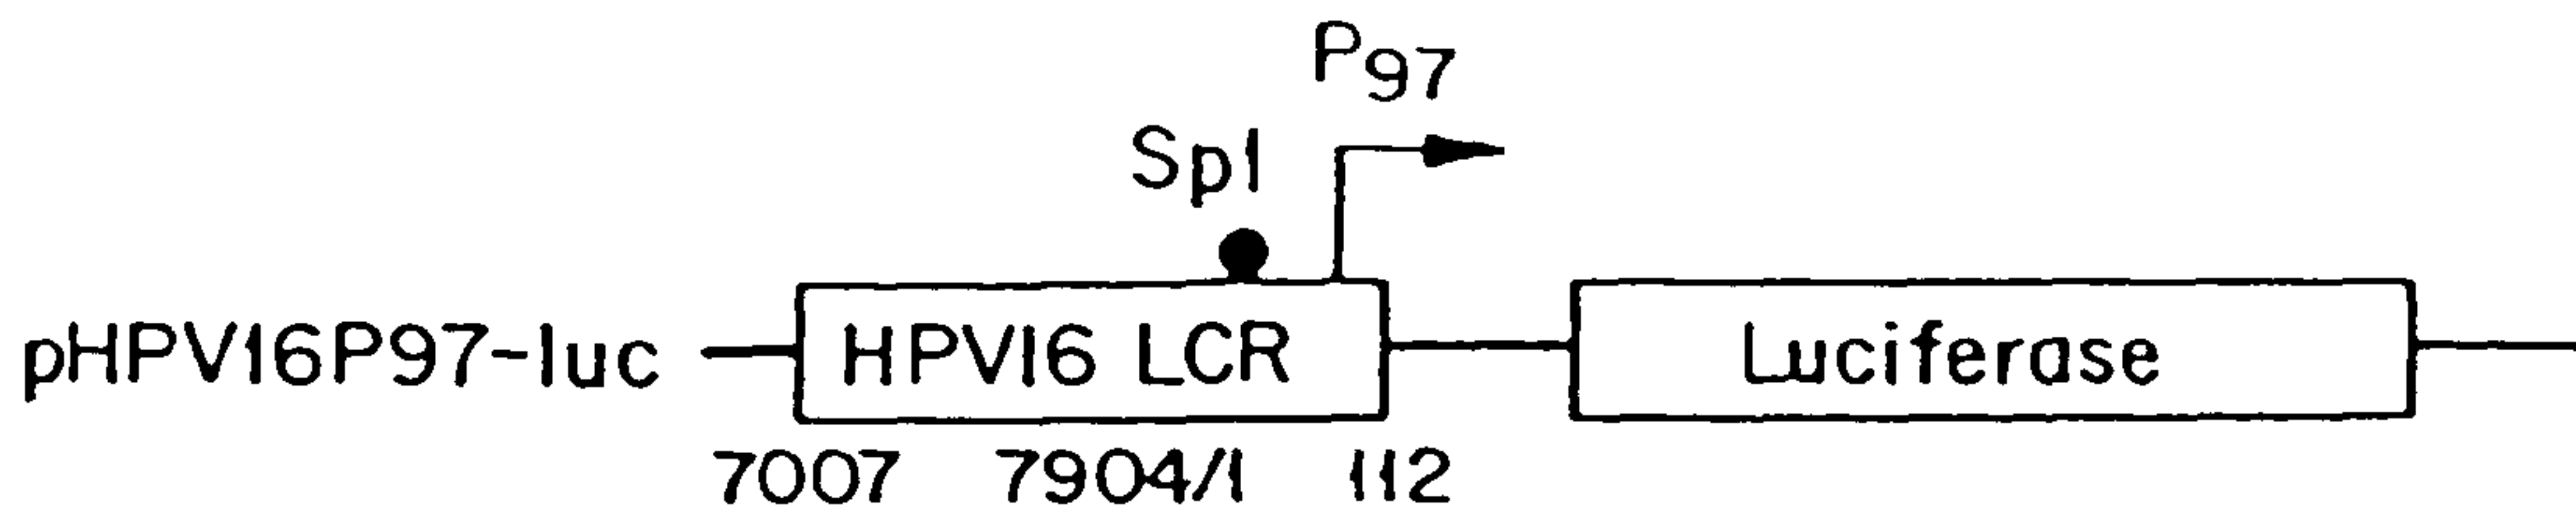 P97
Sp1
pHPV16P97-luc HPV16 LCR Luciferase
7007 7904/1 112